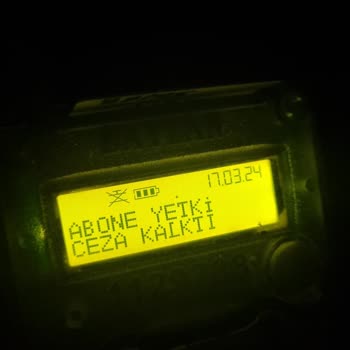 17.03.24
ABONE YETKİ
CEZA KALKTI